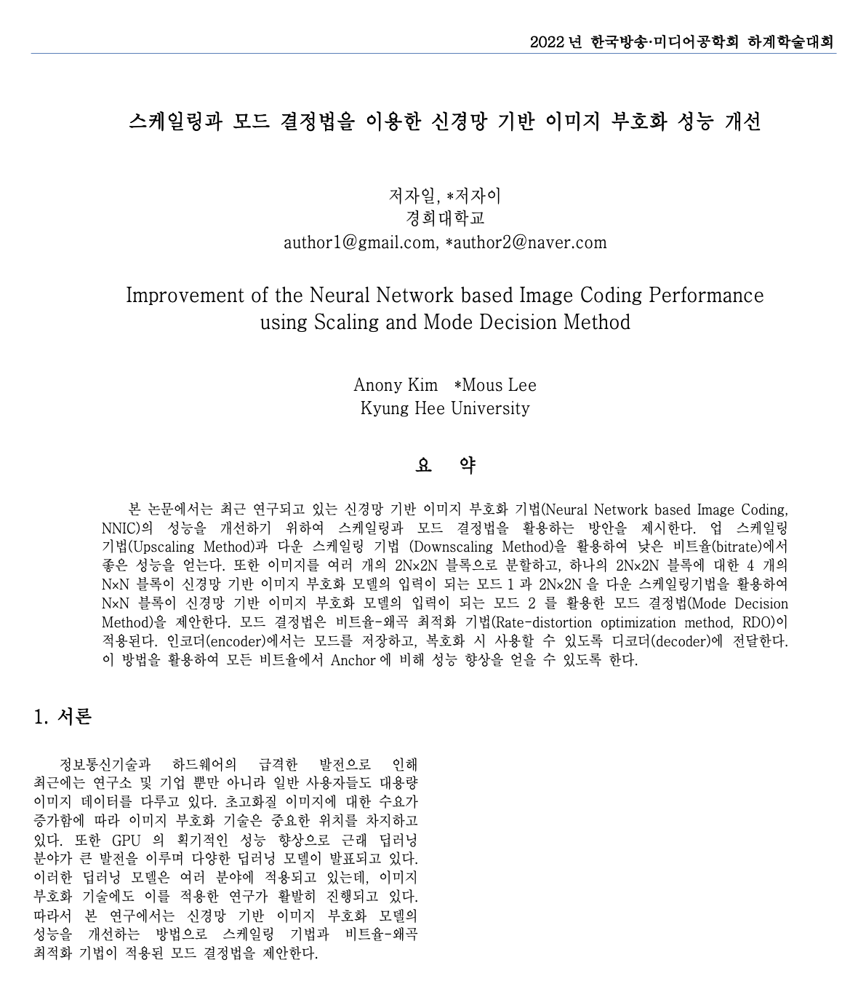 2022년 한국방송·미디어공학회 하계학술대회
스케일링과 모드 결정법을 이용한 신경망 기반 이미지 부호화 성능 개선
저자일, *저자이
경희대학교
author1@gmail.com, *author2@naver.com
Improvement of the Neural Network based Image Coding Performance
using Scaling and Mode Decision Method
Anony Kim *Mous Lee
Kyung Hee University
요 약
본 논문에서는 최근 연구되고 있는 신경망 기반 이미지 부호화 기법(Neural Network based Image Coding,
NNIC)의 성능을 개선하기 위하여 스케일링과 모드 결정법을 활용하는 방안을 제시한다. 업 스케일링
기법(Upscaling Method)과 다운 스케일링 기법 (Downscaling Method)을 활용하여 낮은 비트율(bitrate)에서
좋은 성능을 얻는다. 또한 이미지를 여러 개의 2N×2N 블록으로 분할하고, 하나의 2N×2N 블록에 대한 4 개의
N×N 블록이 신경망 기반 이미지 부호화 모델의 입력이 되는 모드 1 과 2N×2N 을 다운 스케일링기법을 활용하여
N×N 블록이 신경망 기반 이미지 부호화 모델의 입력이 되는 모드 2 를 활용한 모드 결정법(Mode Decision
Method)을 제안한다. 모드 결정법은 비트율-왜곡 최적화 기법(Rate-distortion optimization method, RDO)이
적용된다. 인코더(encoder)에서는 모드를 저장하고, 복호화 시 사용할 수 있도록 디코더(decoder)에 전달한다.
이 방법을 활용하여 모든 비트율에서 Anchor 에 비해 성능 향상을 얻을 수 있도록 한다.
1. 서론
정보통신기술과 하드웨어의 급격한 발전으로 인해
최근에는 연구소 및 기업 뿐만 아니라 일반 사용자들도 대용량
이미지 데이터를 다루고 있다. 초고화질 이미지에 대한 수요가
증가함에 따라 이미지 부호화 기술은 중요한 위치를 차지하고
있다. 또한 GPU 의 획기적인 성능 향상으로 근래 딥러닝
분야가 큰 발전을 이루며 다양한 딥러닝 모델이 발표되고 있다.
이러한 딥러닝 모델은 여러 분야에 적용되고 있는데, 이미지
부호화 기술에도 이를 적용한 연구가 활발히 진행되고 있다.
따라서 본 연구에서는 신경망 기반 이미지 부호화 모델의
성능을 개선하는 방법으로 스케일링 기법과 비트율-왜곡
최적화 기법이 적용된 모드 결정법을 제안한다.